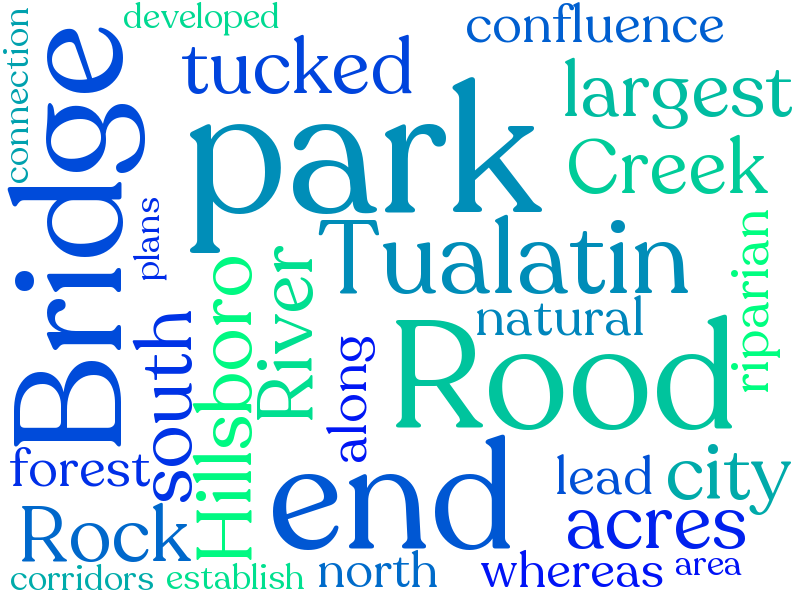 connection
developed
confluence
Bridge
tucked
largest
park
Creek
plans
Tualatin
riparian
natural
Hillsboro
River
south
along
Rood
forest
end
lead
city
Rock
acres
corridors
establish
north
whereas
area